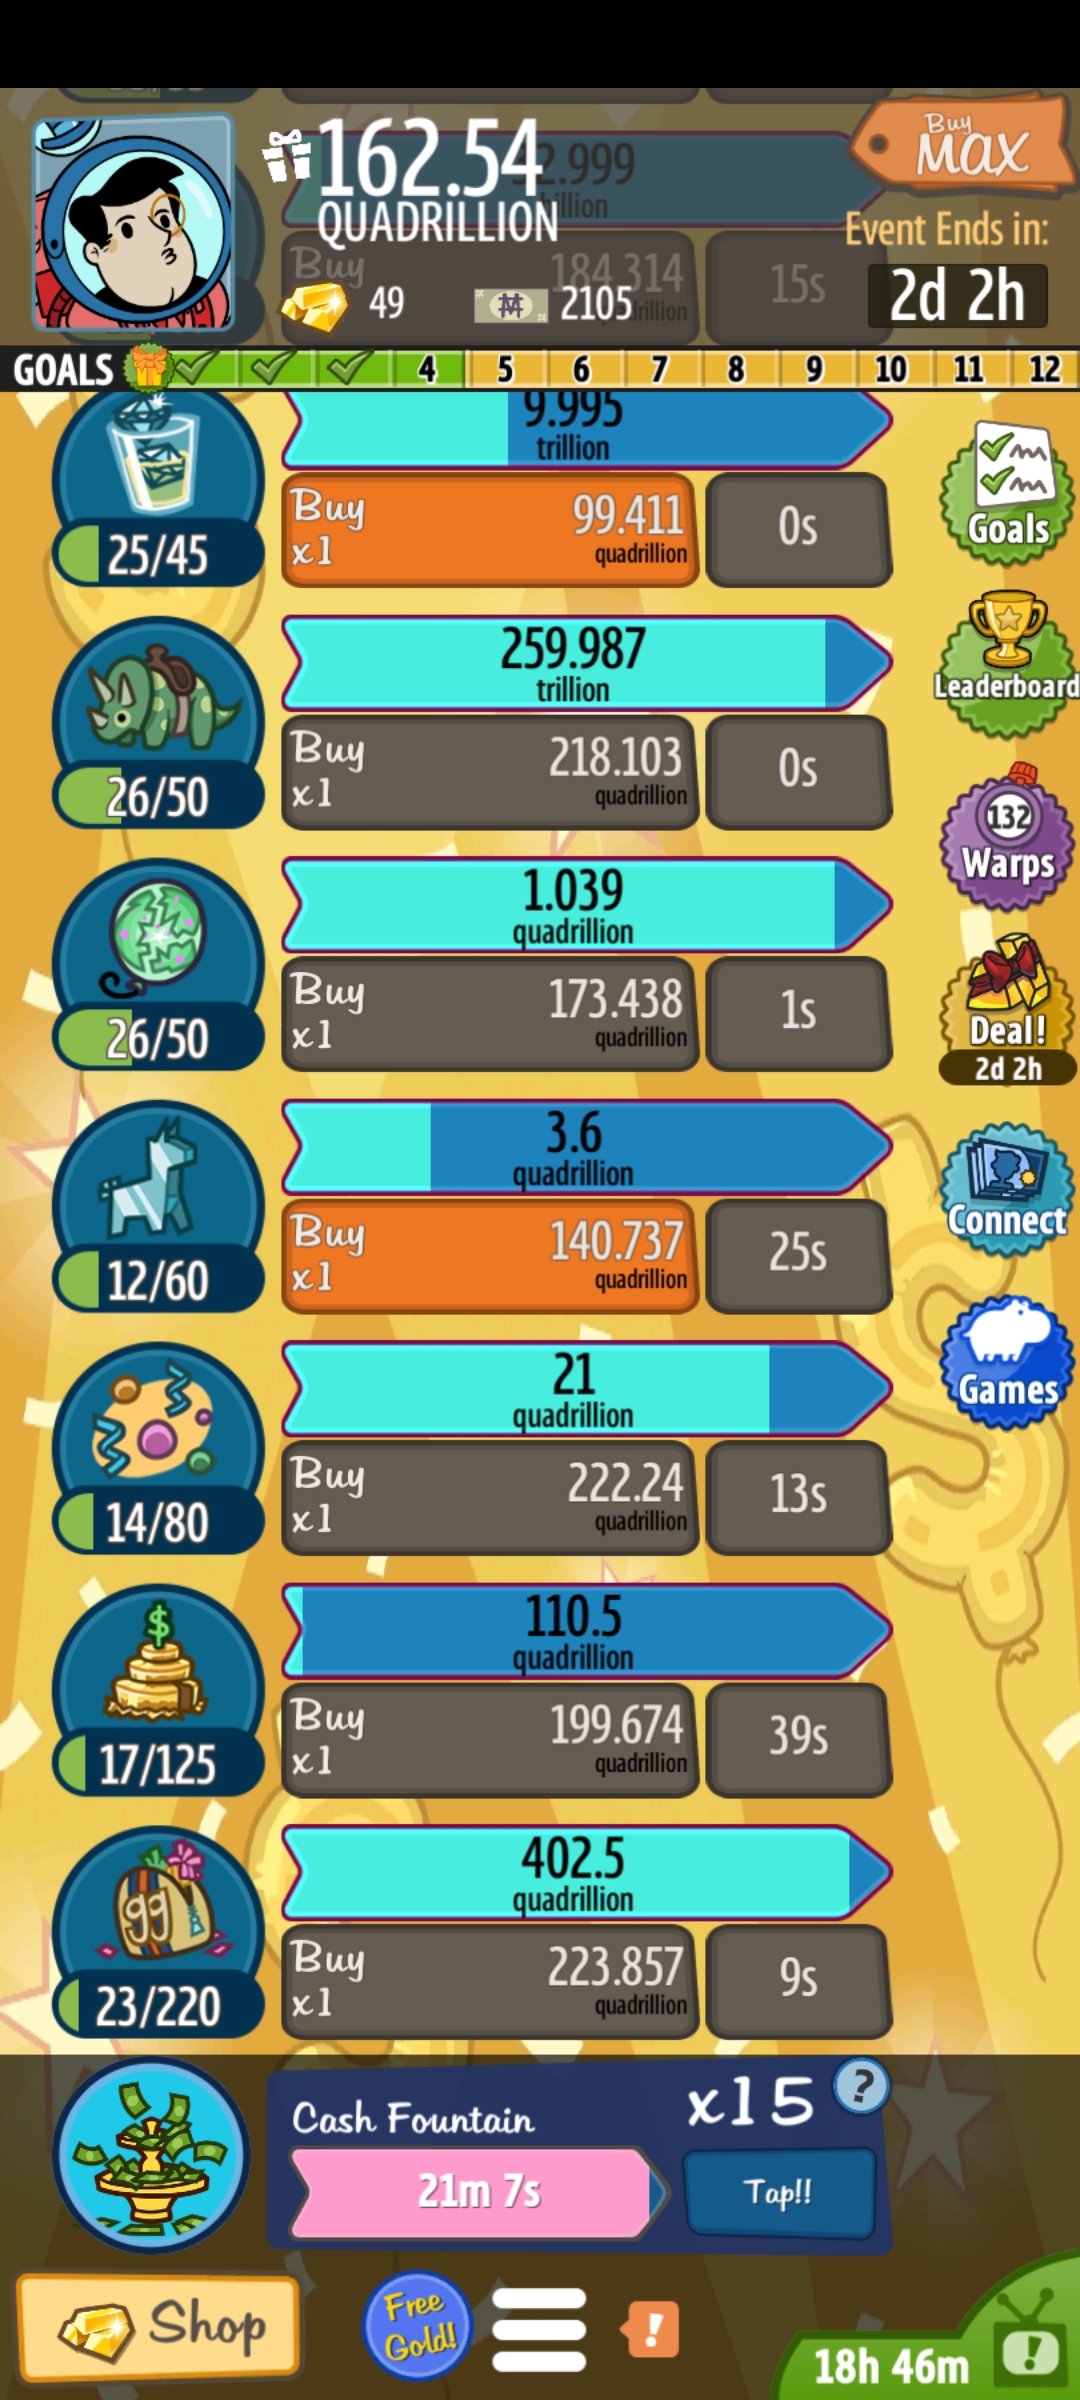 162.54
QUADRILLION
Buy
MAX
2.999
Buy
184.314
15s
49
2105
Event Ends in:
2d 2h
GOALS 4 5 6 7 8 9 10 11 12
9.995
trillion
25/45
Buy
x1
99.411
quadrillion
0s
Goals
259.987
trillion
26/50
Buy
x1
218.103
quadrillion
0s
Leaderboard
1.039
quadrillion
26/50
Buy
x1
173.438
quadrillion
1s
132
Warps
Deal!
2d 2h
3.6
quadrillion
12/60
Buy
x1
140.737
quadrillion
25s
Connect
21
quadrillion
14/80
Buy
x1
222.24
quadrillion
13s
Games
$
110.5
quadrillion
17/125
Buy
x1
199.674
quadrillion
39s
99
402.5
quadrillion
23/220
Buy
x1
223.857
quadrillion
9s
Cash Fountain
x15
?
21m 7s
Tap!!
Shop
Free
Gold!
!
18h 46m
!